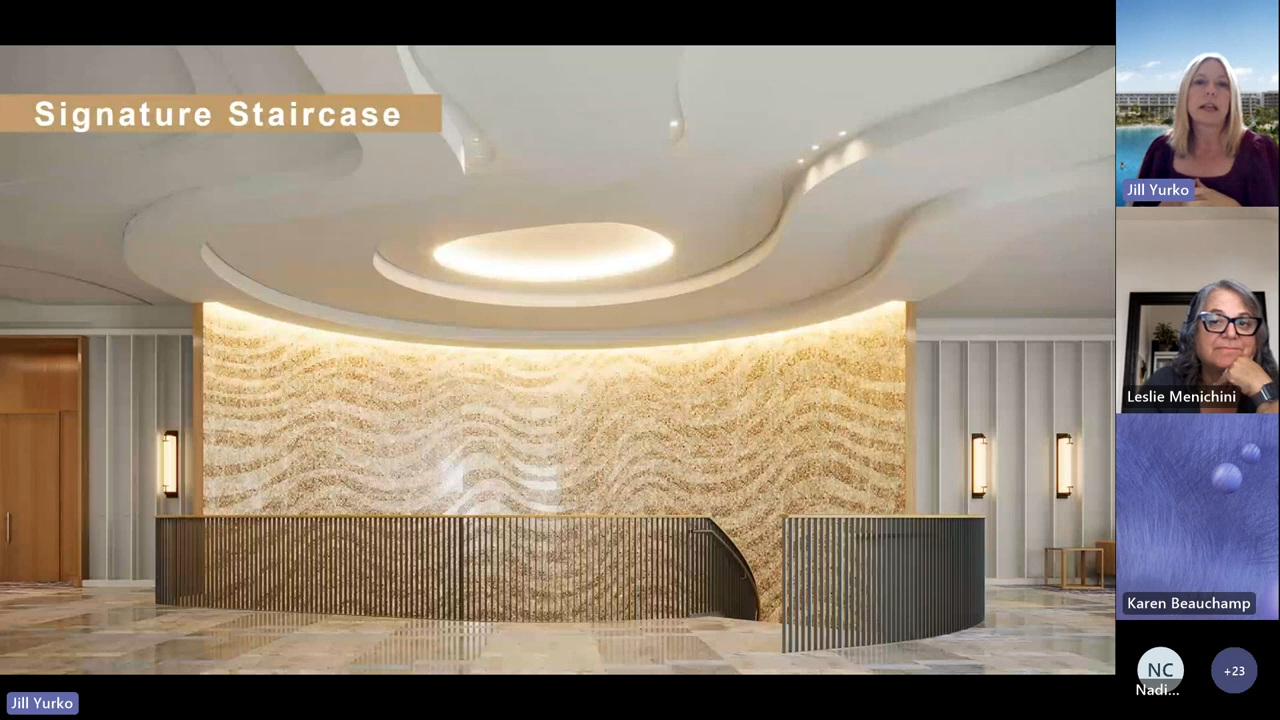 Signature Staircase
Jill Yurko
Leslie Menichini
Karen Beauchamp
NC
Nadi...
+23
Jill Yurko